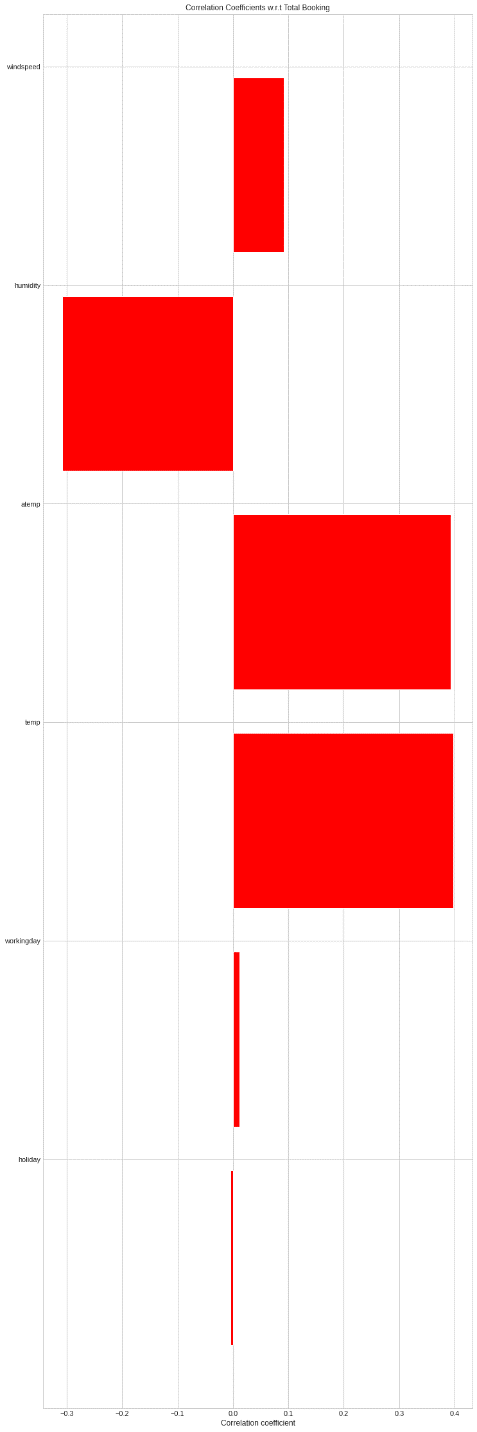 Correlation Coefficients w.r.t Total Booking
windspeed
humidity
atemp
temp
workingday
holiday
−0.3 −0.2 −0.1 0.0 0.1 0.2 0.3 0.4
Correlation coefficient